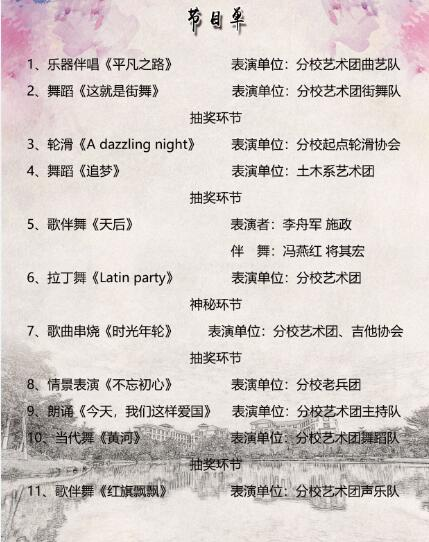 节目单
1、乐器伴唱《平凡之路》 表演单位：分校艺术团曲艺队
2、舞蹈《这就是街舞》 表演单位：分校艺术团街舞队
抽奖环节
3、轮滑《A dazzling night》 表演单位：分校起点轮滑协会
4、舞蹈《追梦》 表演单位：土木系艺术团
抽奖环节
5、歌伴舞《天后》 表演者：李舟军 施政
伴 舞：冯燕红 将其宏
6、拉丁舞《Latin party》 表演单位：分校艺术团
神秘环节
7、歌曲串烧《时光年轮》 表演单位：分校艺术团、吉他协会
抽奖环节
8、情景表演《不忘初心》 表演单位：分校老兵团
9、朗诵《今天，我们这样爱国》 表演单位：分校艺术团主持队
10、当代舞《黄河》 表演单位：分校艺术团舞蹈队
抽奖环节
11、歌伴舞《红旗飘飘》 表演单位：分校艺术团声乐队